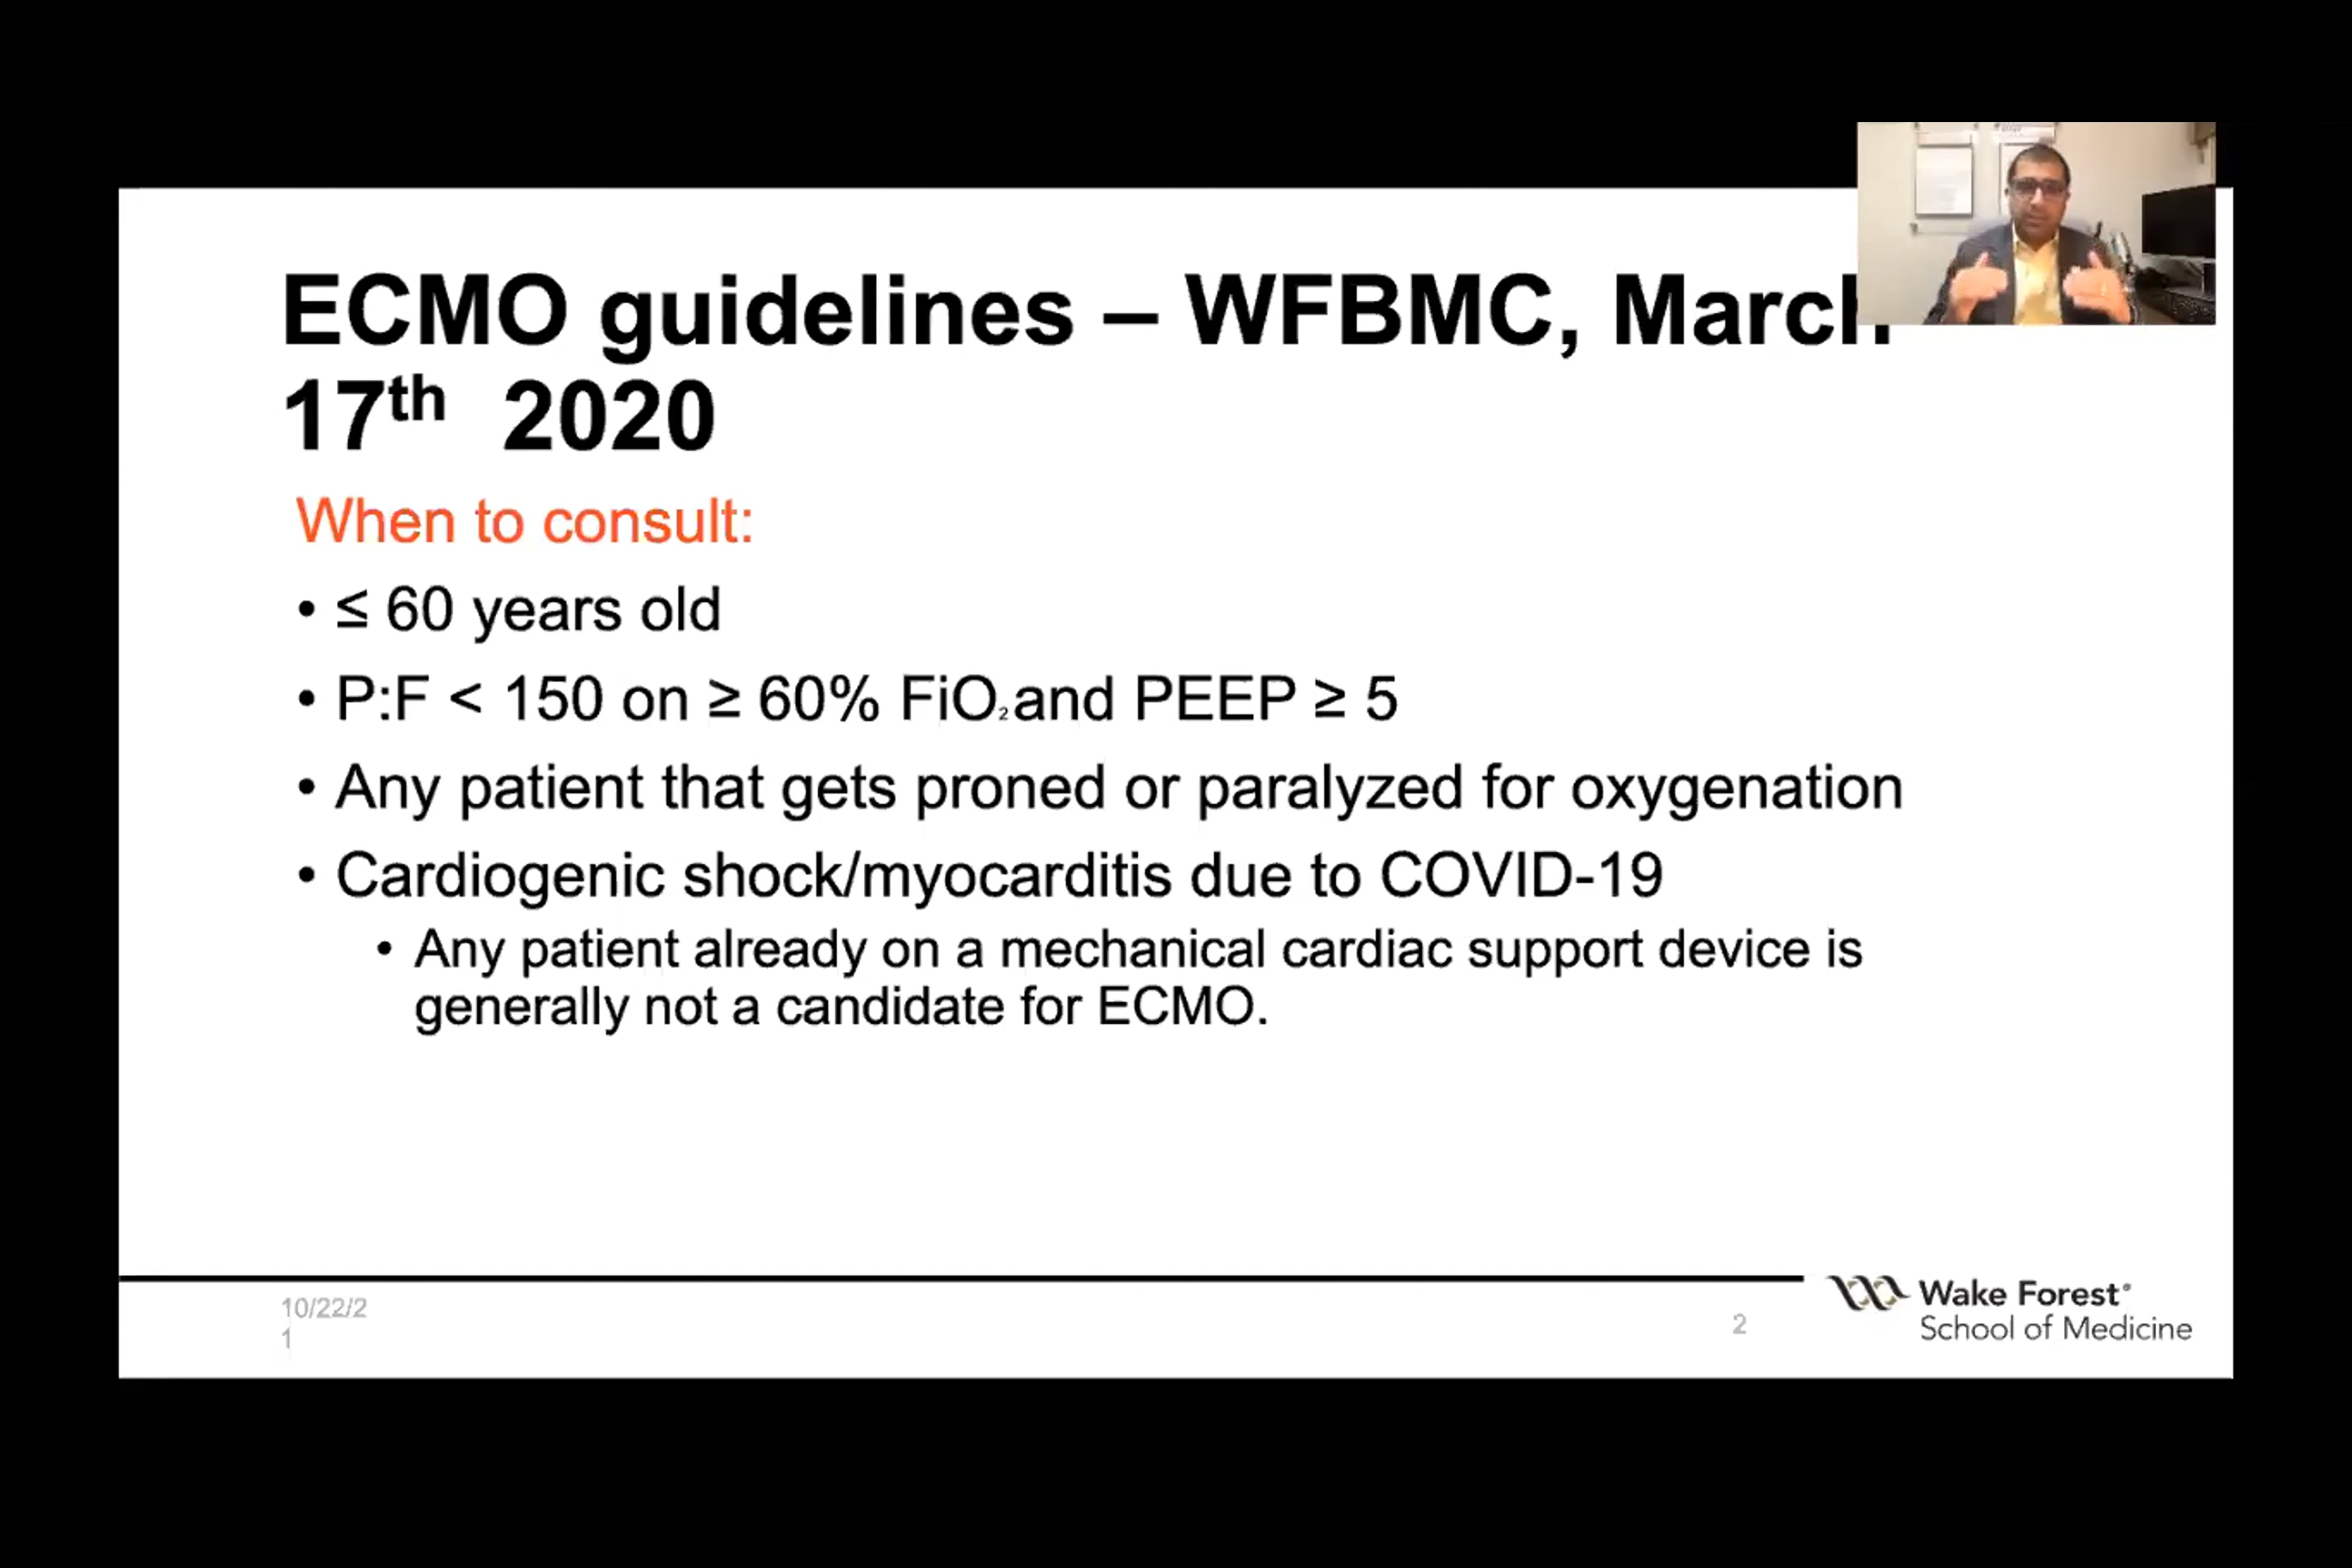 ECMO guidelines – WFBMC, March
17th 2020
When to consult:
• ≤ 60 years old
• P:F < 150 on ≥ 60% FiO₂ and PEEP ≥ 5
• Any patient that gets proned or paralyzed for oxygenation
• Cardiogenic shock/myocarditis due to COVID-19
• Any patient already on a mechanical cardiac support device is
generally not a candidate for ECMO.
10/22/2
1
2
Wake Forest®
School of Medicine